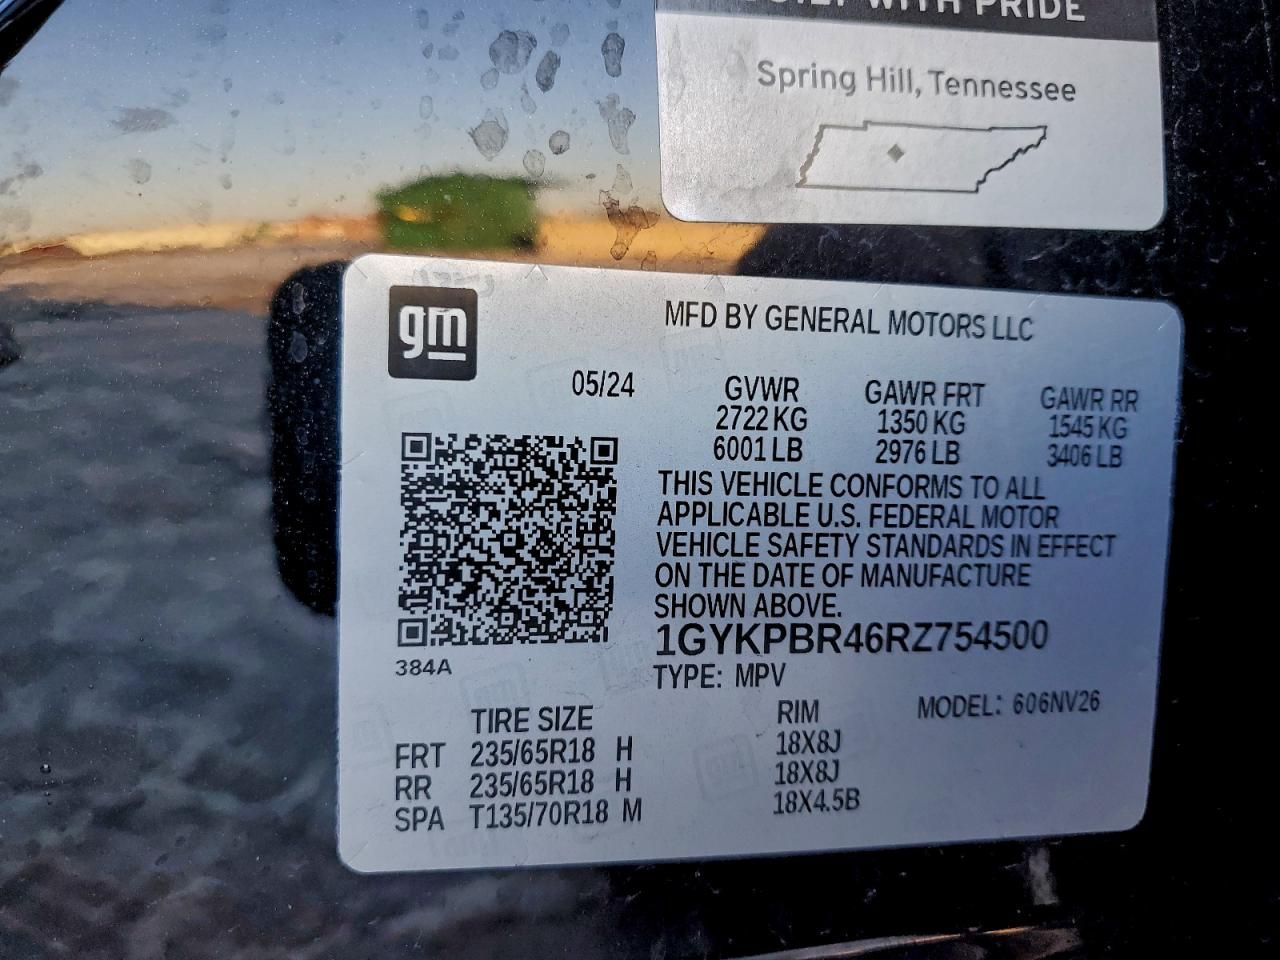 BUILT WITH PRIDE
Spring Hill, Tennessee
gm
MFD BY GENERAL MOTORS LLC
05/24
GVWR GAWR FRT GAWR RR
2722 KG 1350 KG 1545 KG
6001 LB 2976 LB 3406 LB
THIS VEHICLE CONFORMS TO ALL
APPLICABLE U.S. FEDERAL MOTOR
VEHICLE SAFETY STANDARDS IN EFFECT
ON THE DATE OF MANUFACTURE
SHOWN ABOVE.
1GYKPBR46RZ754500
384A
TYPE: MPV
MODEL: 606NV26
TIRE SIZE RIM
FRT 235/65R18 H 18X8J
RR 235/65R18 H 18X8J
SPA T135/70R18 M 18X4.5B